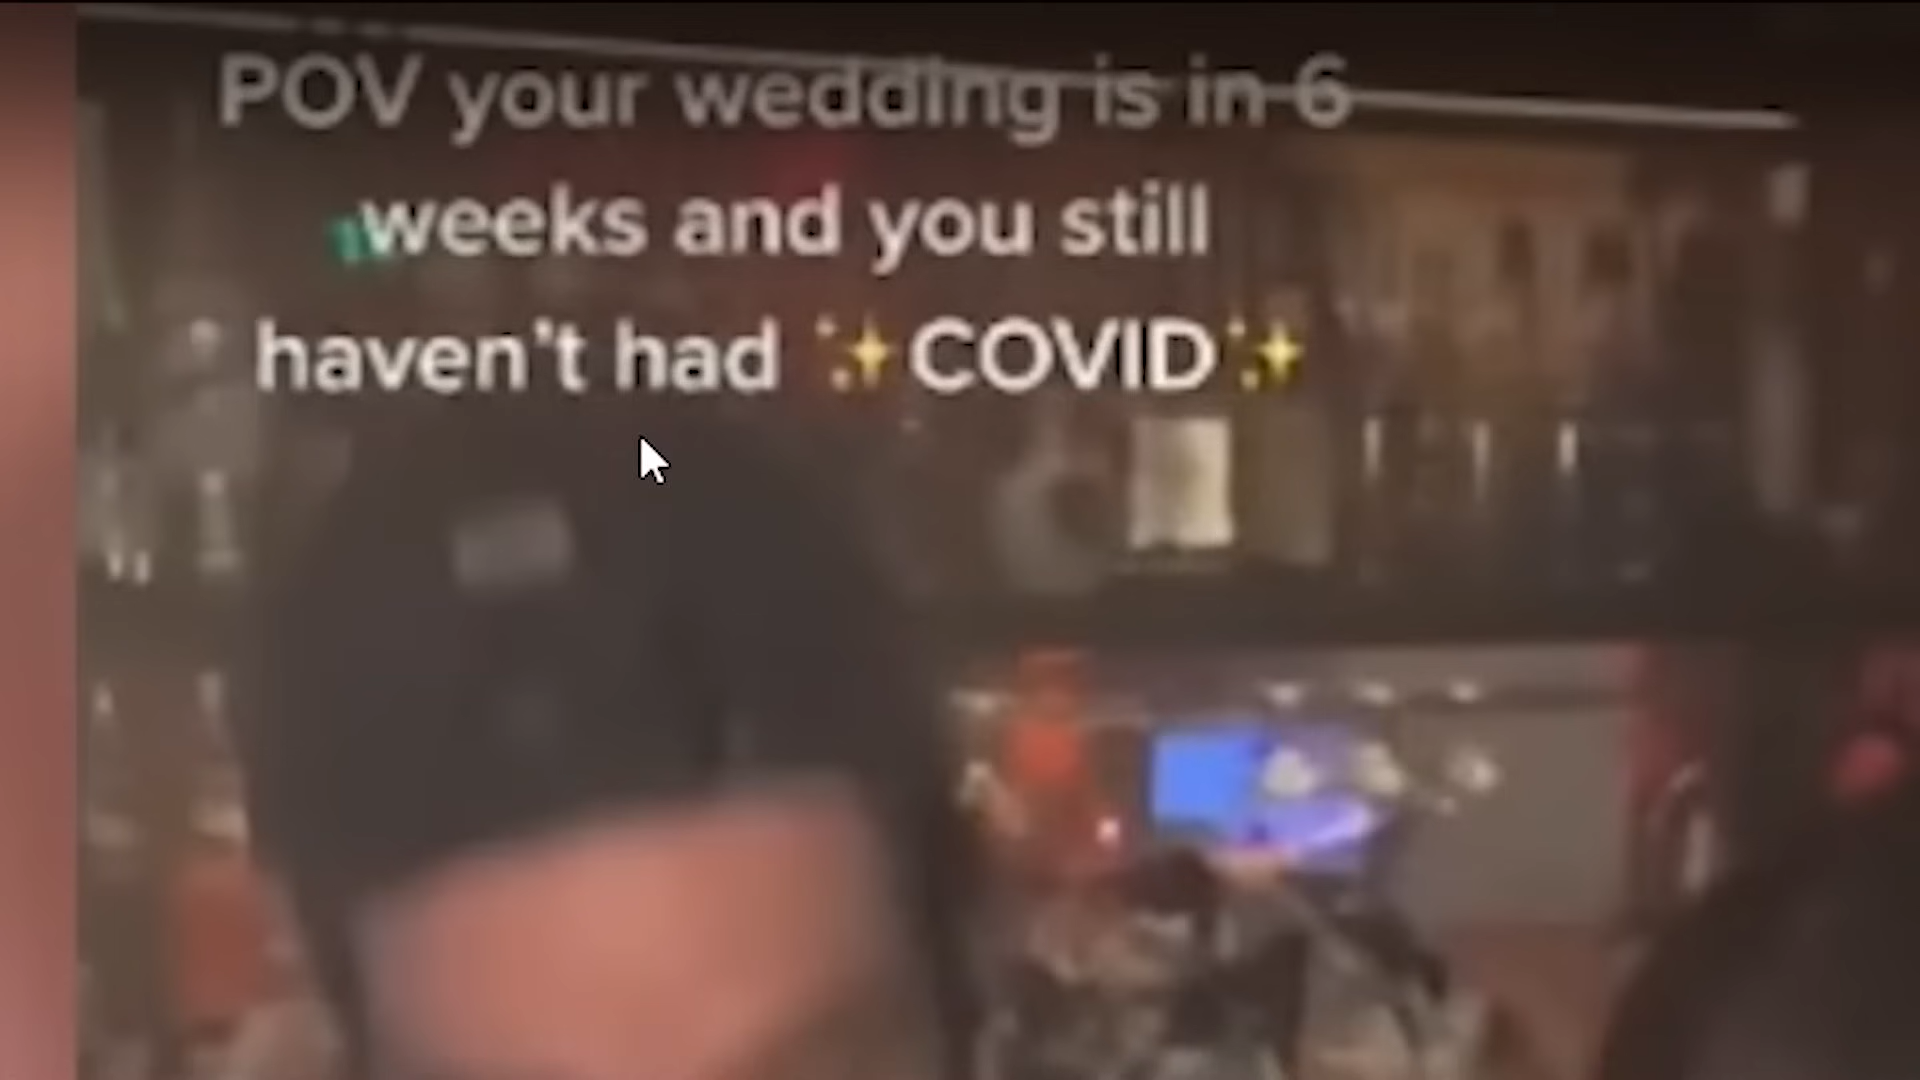 POV your wedding is in 6
weeks and you still
haven't had ✨COVID✨